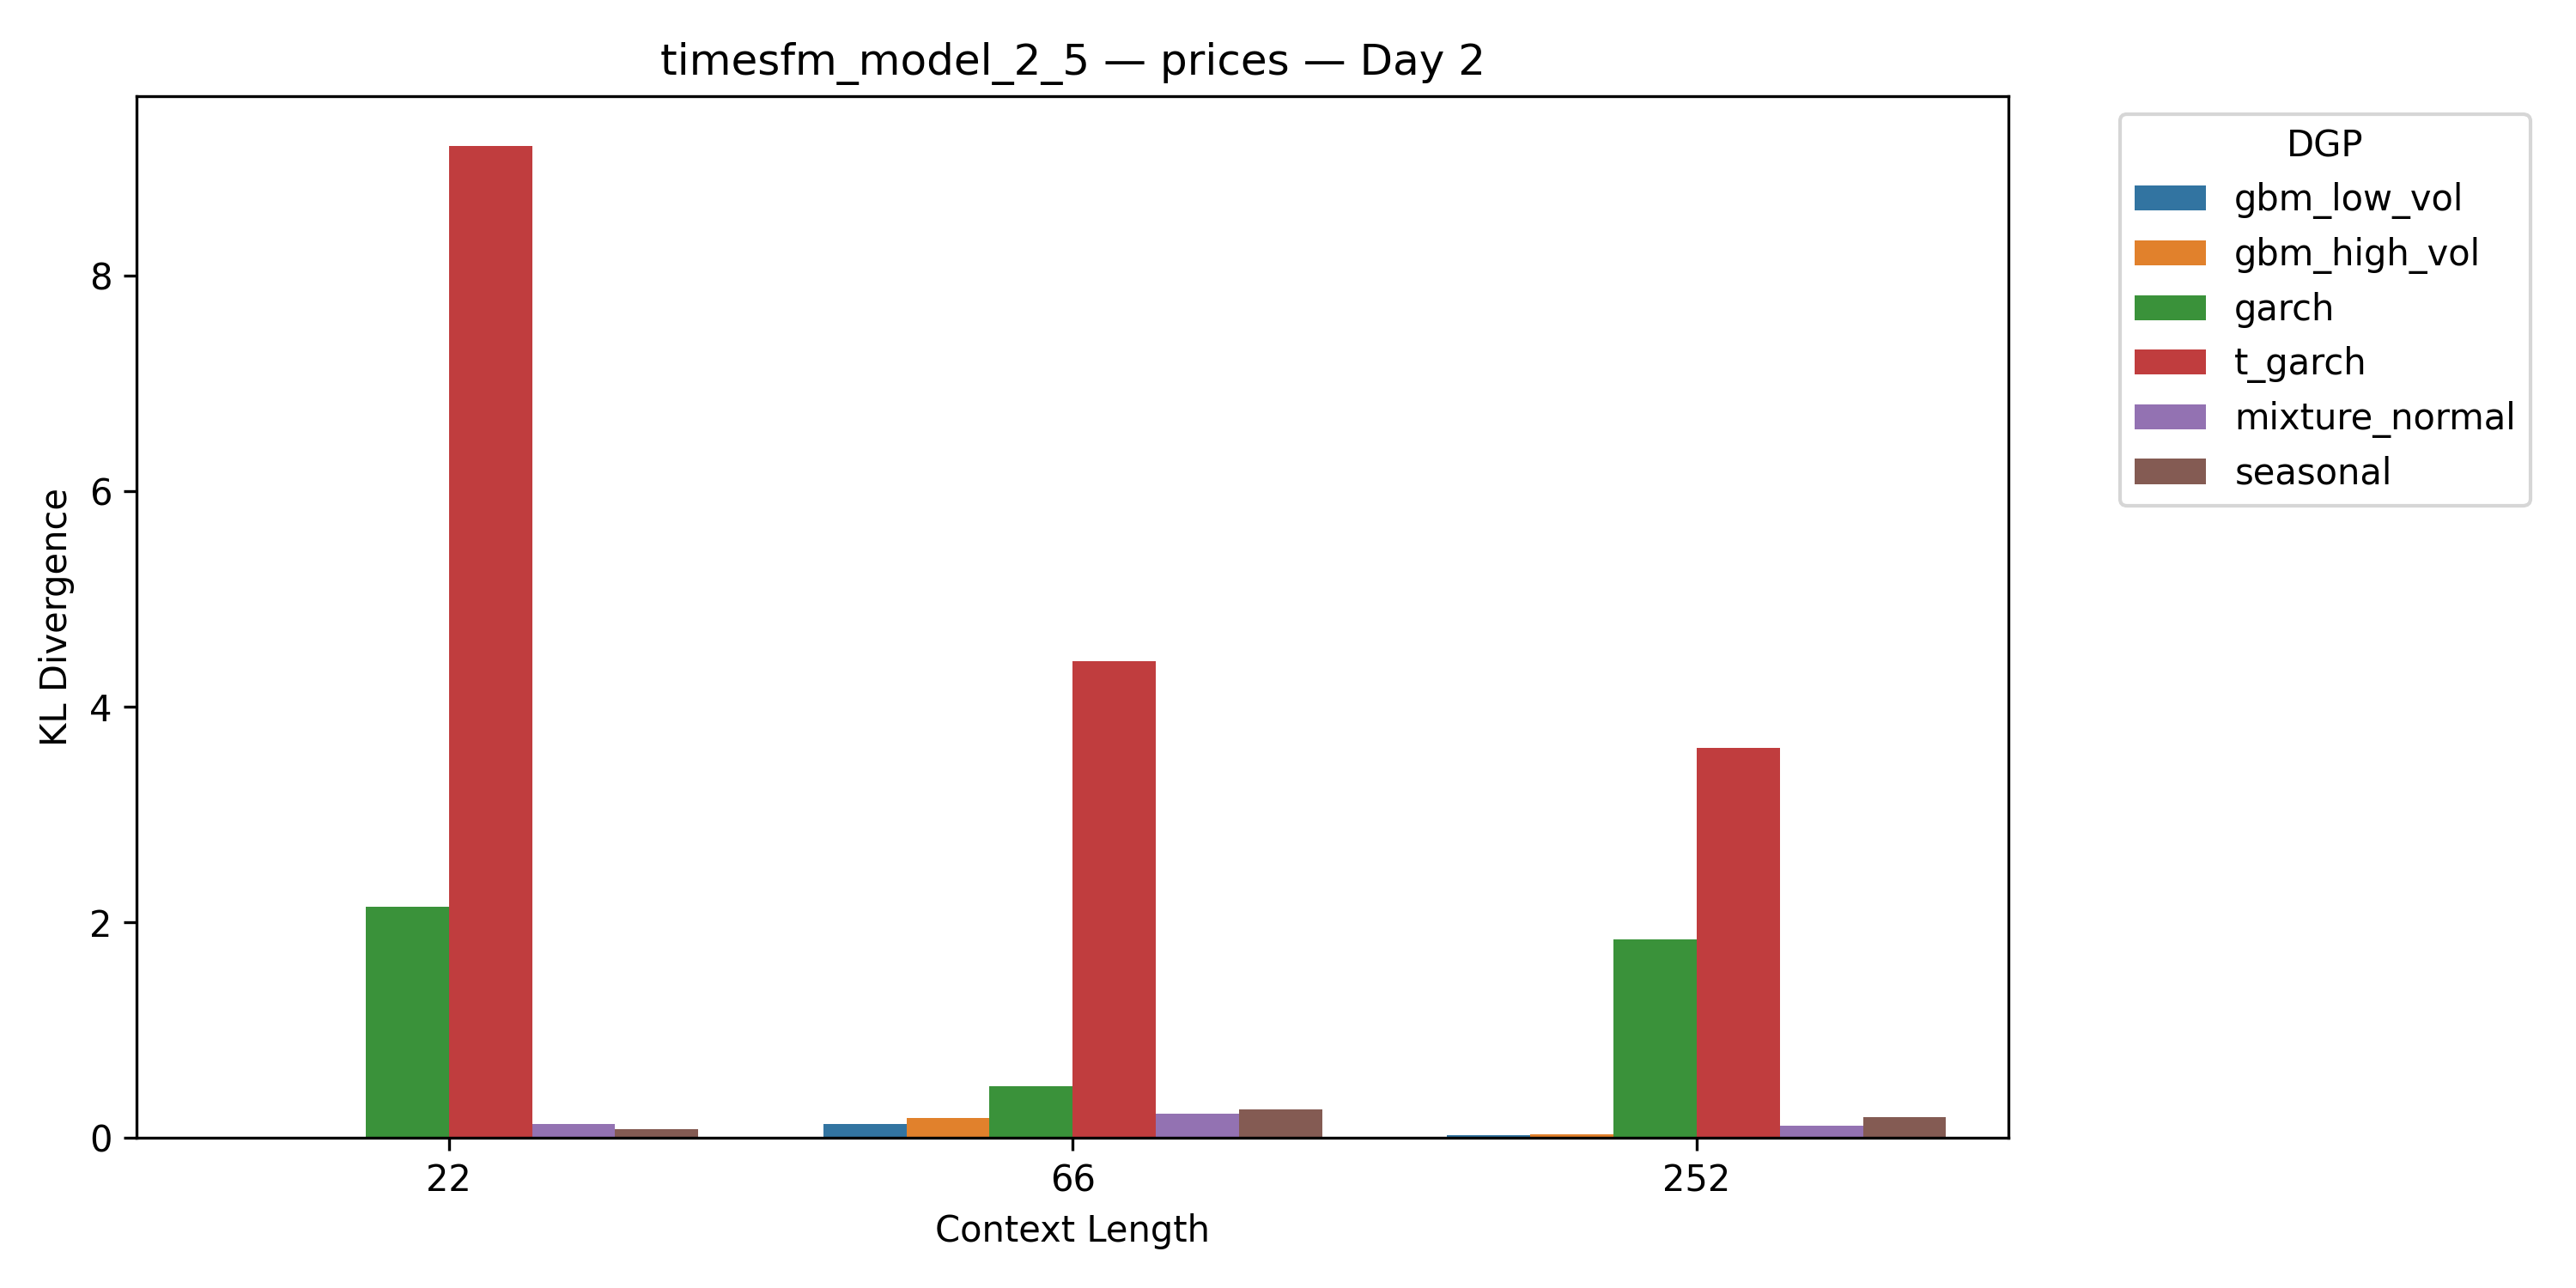 timesfm_model_2_5 — prices — Day 2
DGP
gbm_low_vol
gbm_high_vol
garch
t_garch
mixture_normal
seasonal
KL Divergence
8
6
4
2
0
22
66
252
Context Length